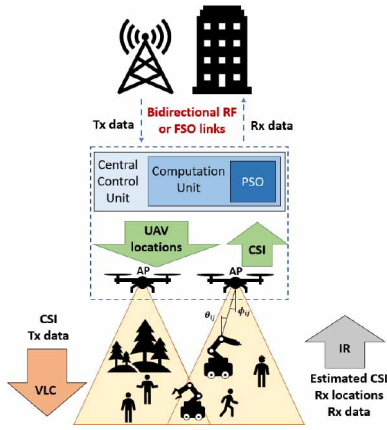 Bidirectional RF
or FSO links
Tx data
Rx data
Central
Control
Unit
Computation
Unit
PSO
UAV
locations
CSI
AP
AP
θij
ϕij
CSI
Tx data
VLC
IR
Estimated CSI
Rx locations
Rx data